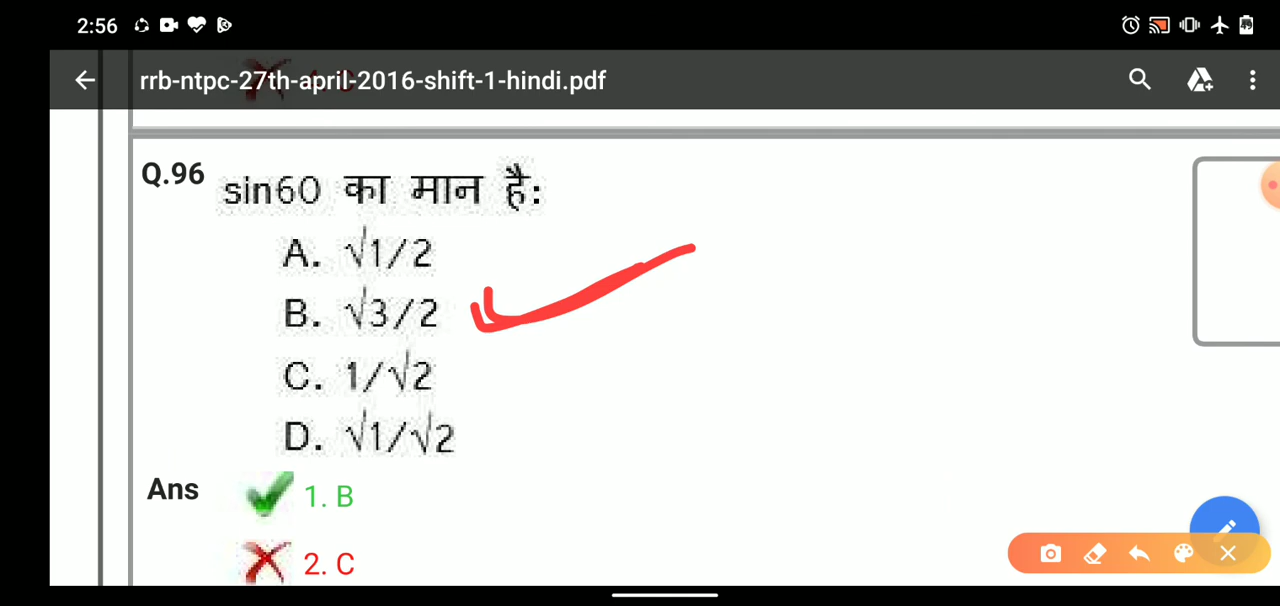 2:56
49
rrb-ntpc-27th-april-2016-shift-1-hindi.pdf
Q.96 sin60 का मान है:
A. √1/2
B. √3/2
C. 1/√2
D. √1/√2
Ans 1. B
2. C